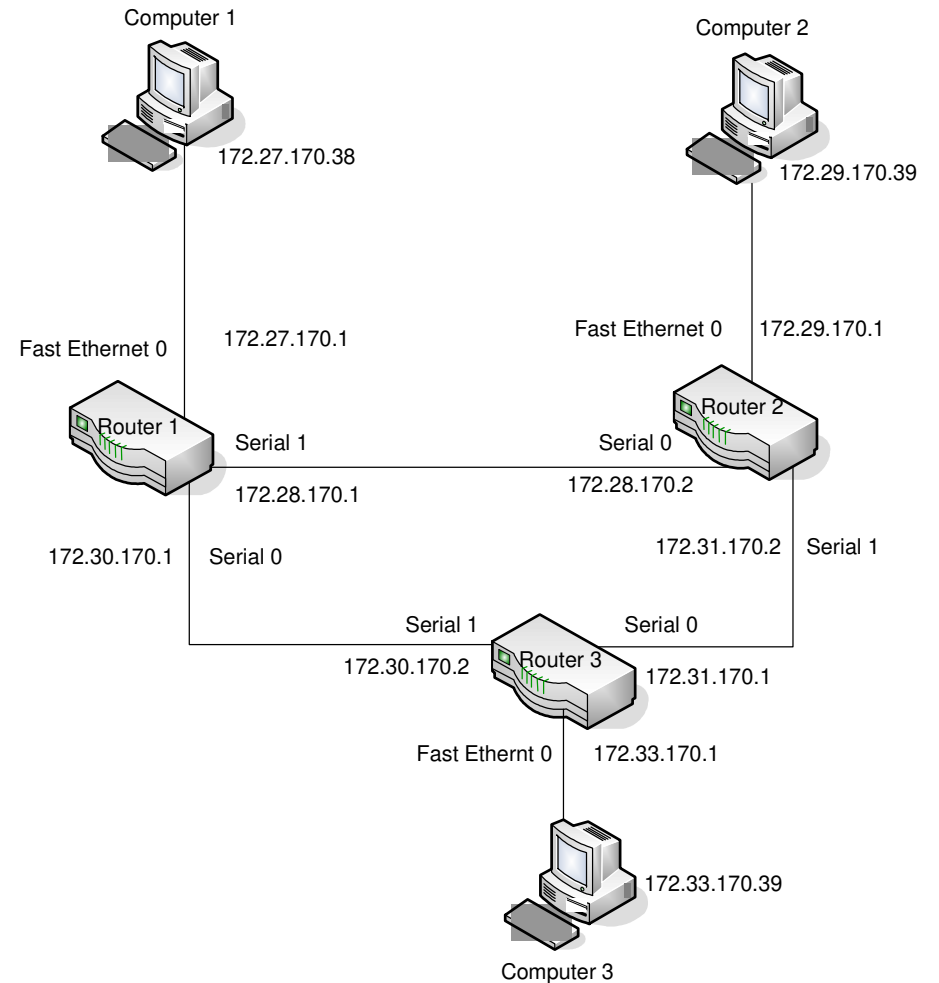 Computer 1
Computer 2
172.27.170.38
172.29.170.39
Fast Ethernet 0
172.27.170.1
Fast Ethernet 0
172.29.170.1
Router 1
Router 2
Serial 1
Serial 0
172.28.170.1
172.28.170.2
172.30.170.1
Serial 0
172.31.170.2
Serial 1
Serial 1
Serial 0
172.30.170.2
Router 3
172.31.170.1
Fast Ethernt 0
172.33.170.1
172.33.170.39
Computer 3